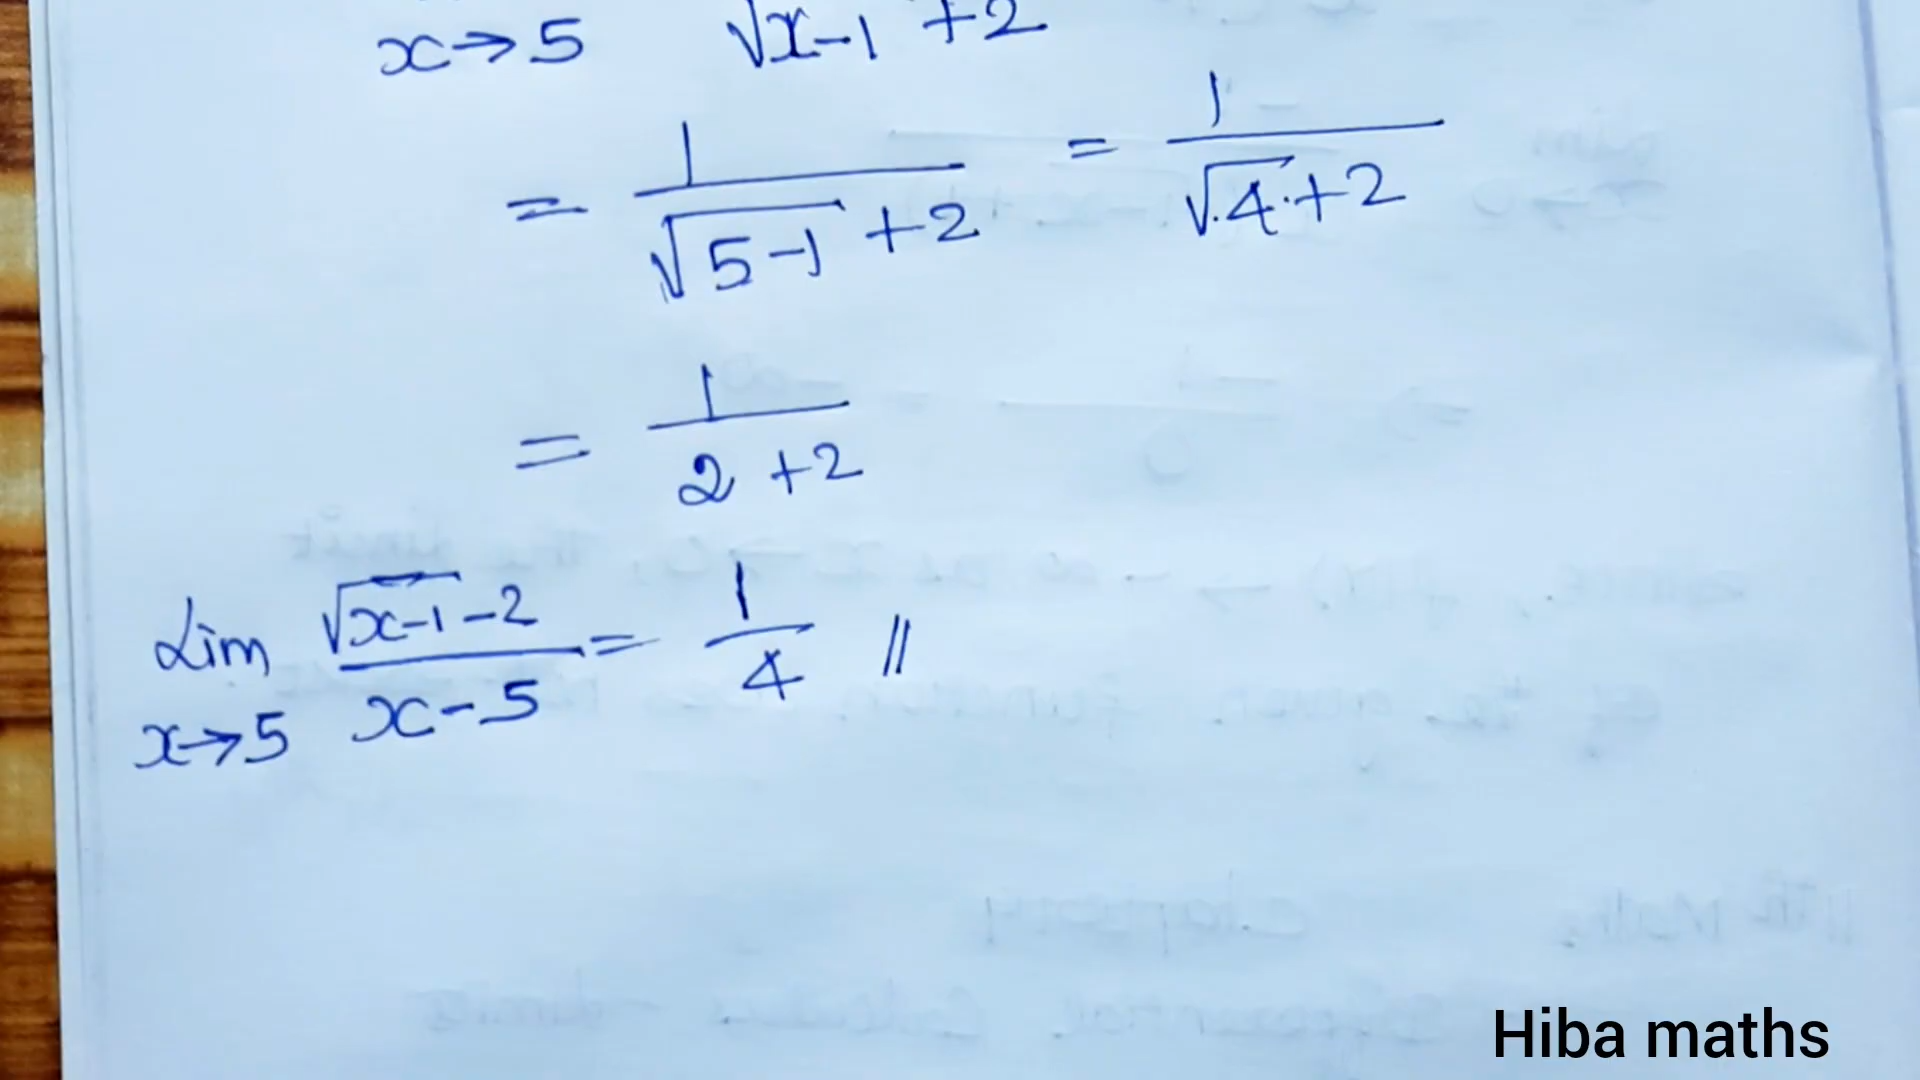 x→5 √x-1 +2
= 1/(√(5-1) +2) = 1/(√4+2)
= 1/(2 +2)
Lim x→5 (√(x-1) -2)/(x-5) = 1/4 //
Hiba maths